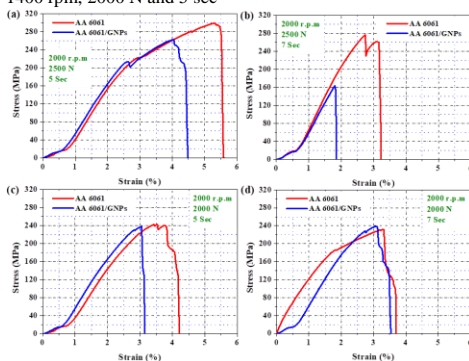 1400 rpm, 2000 N and 5 sec
(a)
AA 6061
AA 6061/GNPs
2000 r.p.m
2500 N
5 Sec
Stress (MPa)
320
280
240
200
160
120
80
40
0
0 1 2 3 4 5 6
Strain (%)
(b)
2000 r.p.m
2500 N
7 Sec
AA 6061
AA 6061/GNPs
Stress (MPa)
320
280
240
200
160
120
80
40
0
0 1 2 3 4 5 6
Strain (%)
(c)
AA 6061
AA 6061/GNPs
2000 r.p.m
2000 N
5 Sec
Stress (MPa)
320
280
240
200
160
120
80
40
0
0 1 2 3 4 5 6
Strain (%)
(d)
AA 6061
AA 6061/GNPs
2000 r.p.m
2000 N
7 Sec
Stress (MPa)
320
280
240
200
160
120
80
40
0
0 1 2 3 4 5 6
Strain (%)